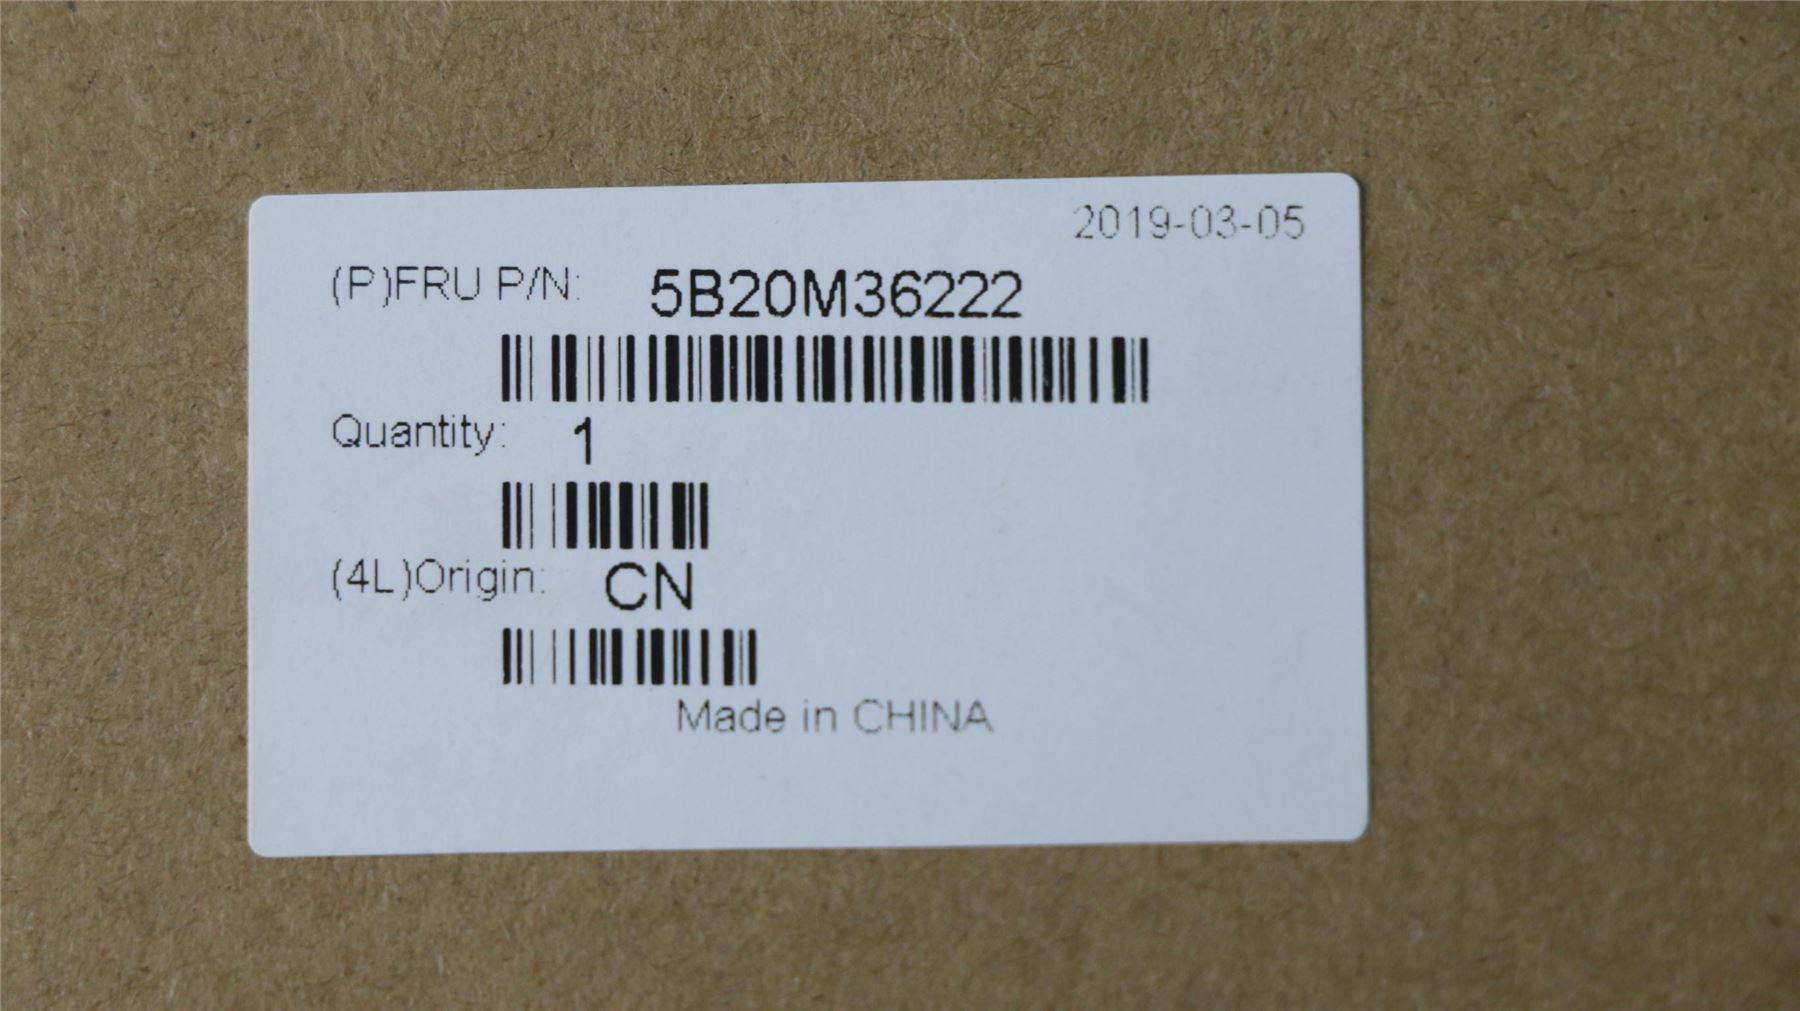 2019-03-05
(P)FRU P/N: 5B20M36222
Quantity: 1
(4L)Origin: CN
Made in CHINA